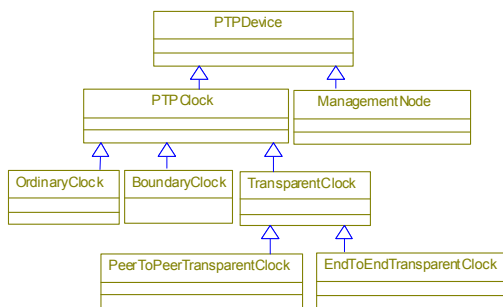 PTPDevice
PTPClock
ManagementNode
OrdinaryClock
BoundaryClock
TransparentClock
PeerToPeerTransparentClock
EndToEndTransparentClock